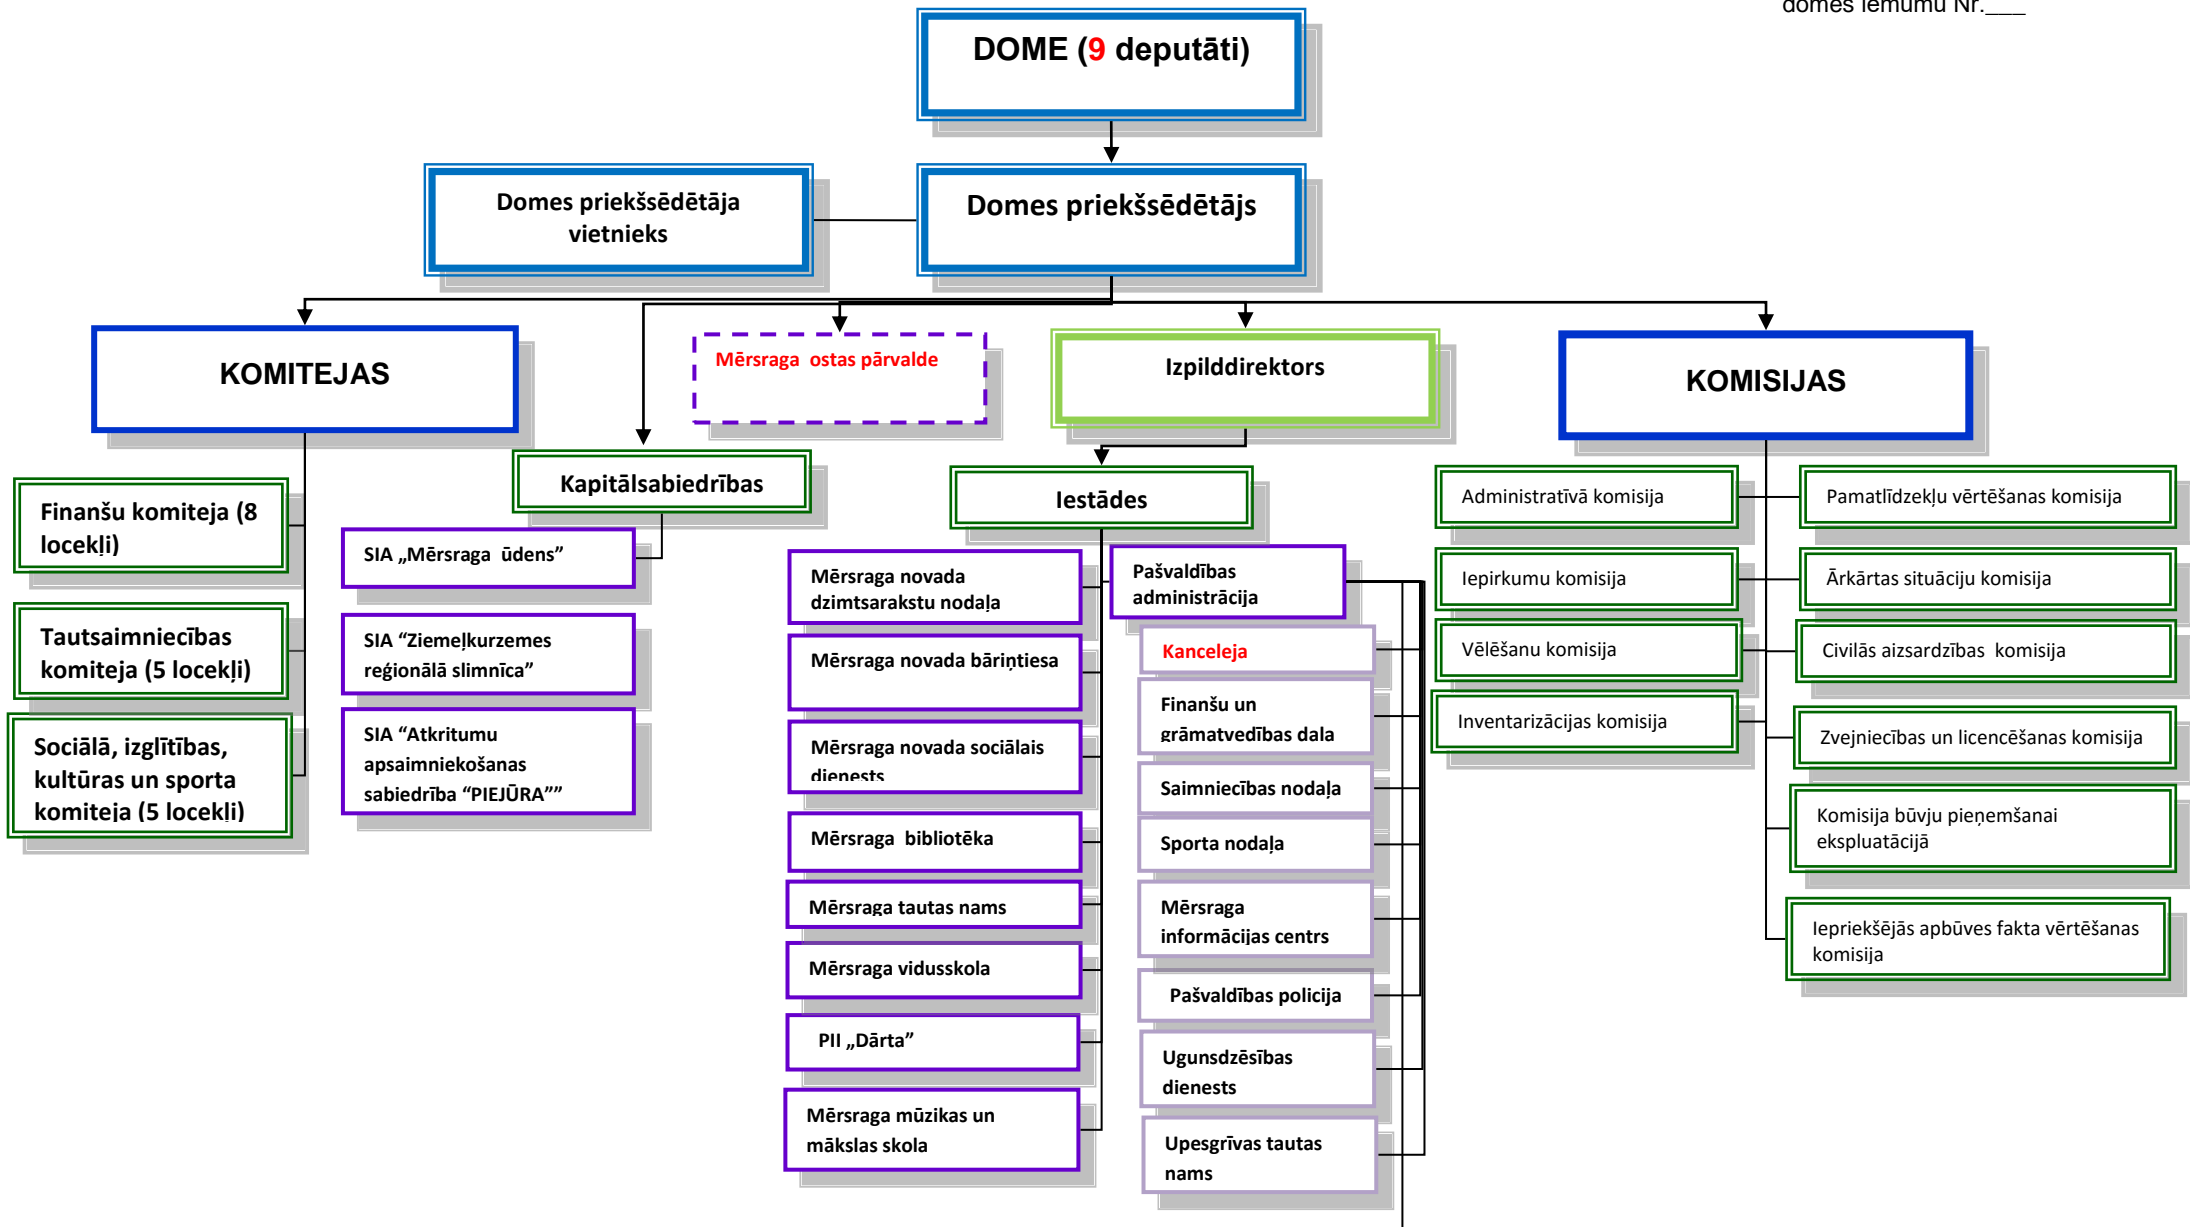 domes lēmumu Nr.___
DOME (9 deputāti)
Domes priekšsēdētāja
vietnieks
Domes priekšsēdētājs
KOMITEJAS
Mērsraga  ostas pārvalde
Izpilddirektors
KOMISIJAS
Finanšu komiteja (8
locekļi)
Tautsaimniecības
komiteja (5 locekļi)
Sociālā, izglītības,
kultūras un sporta
komiteja (5 locekļi)
Kapitālsabiedrības
SIA „Mērsraga  ūdens”
SIA “Ziemeļkurzemes
reģionālā slimnīca”
SIA “Atkritumu
apsaimniekošanas
sabiedrība “PIEJŪRA””
Iestādes
Mērsraga novada
dzimtsarakstu nodaļa
Mērsraga novada bāriņtiesa
Mērsraga novada sociālais
dienests
Mērsraga  bibliotēka
Mērsraga tautas nams
Mērsraga vidusskola
PII „Dārta”
Mērsraga mūzikas un
mākslas skola
Pašvaldības
administrācija
Kanceleja
Finanšu un
grāmatvedības daļa
Saimniecības nodaļa
Sporta nodaļa
Mērsraga
informācijas centrs
Pašvaldības policija
Ugunsdzēsības
dienests
Upesgrīvas tautas
nams
Administratīvā komisija
Iepirkumu komisija
Vēlēšanu komisija
Inventarizācijas komisija
Pamatlīdzekļu vērtēšanas komisija
Ārkārtas situāciju komisija
Civilās aizsardzības  komisija
Zvejniecības un licencēšanas komisija
Komisija būvju pieņemšanai
ekspluatācijā
Iepriekšējās apbūves fakta vērtēšanas
komisija